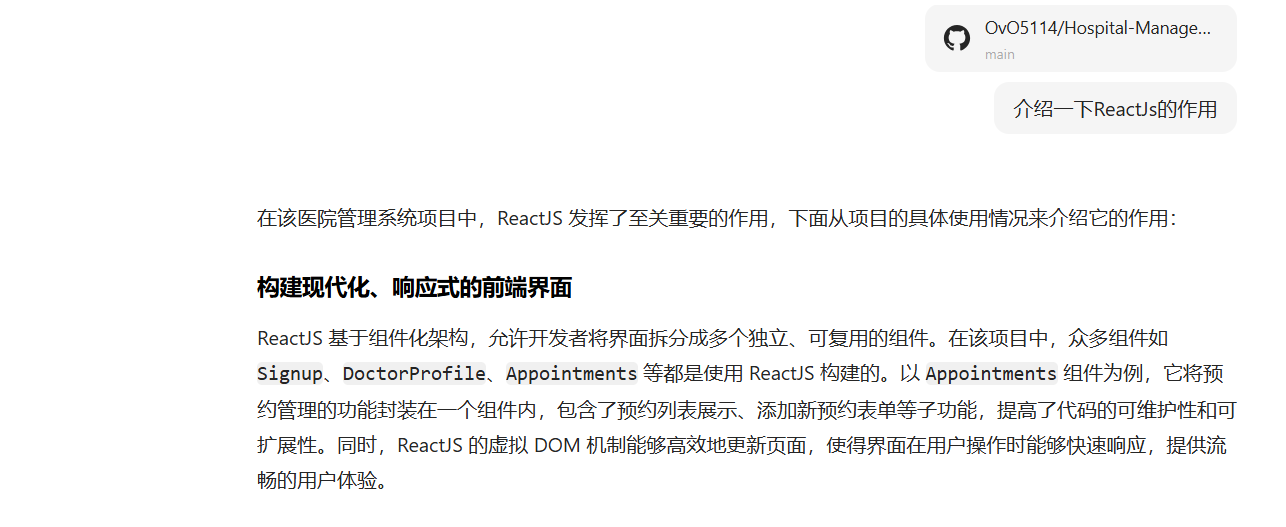 OvO5114/Hospital-Manage...
main
介绍一下ReactJs的作用
在该医院管理系统项目中，ReactJS 发挥了至关重要的作用，下面从项目的具体使用情况来介绍它的作用：
构建现代化、响应式的前端界面
ReactJS 基于组件化架构，允许开发者将界面拆分成多个独立、可复用的组件。在该项目中，众多组件如
Signup、DoctorProfile、Appointments 等都是使用 ReactJS 构建的。以 Appointments 组件为例，它将预
约管理的功能封装在一个组件内，包含了预约列表展示、添加新预约表单等子功能，提高了代码的可维护性和可
扩展性。同时，ReactJS 的虚拟 DOM 机制能够高效地更新页面，使得界面在用户操作时能够快速响应，提供流
畅的用户体验。